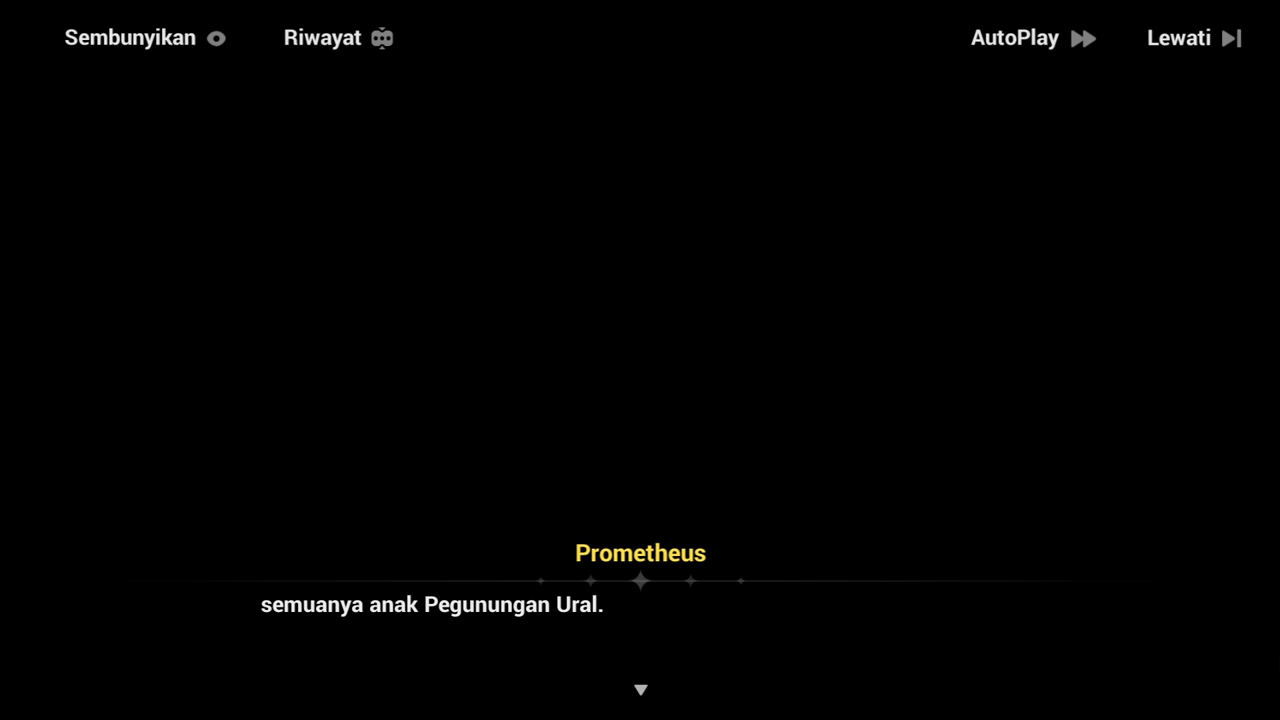 Sembunyikan
Riwayat
AutoPlay
Lewati
Prometheus
semuanya anak Pegunungan Ural.